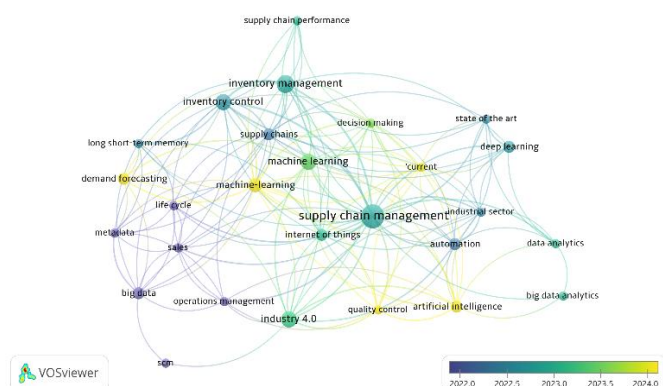 supply chain performance
inventory management
inventory control
decision making
state of the art
supply chains
long short-term memory
deep learning
machine learning
'current
demand forecasting
machine-learning
life cycle
supply chain management
industrial sector
metadata
internet of things
sales
automation
data analytics
big data
operations management
big data analytics
quality control
artificial intelligence
industry 4.0
scm
VOSviewer
2022.0 2022.5 2023.0 2023.5 2024.0